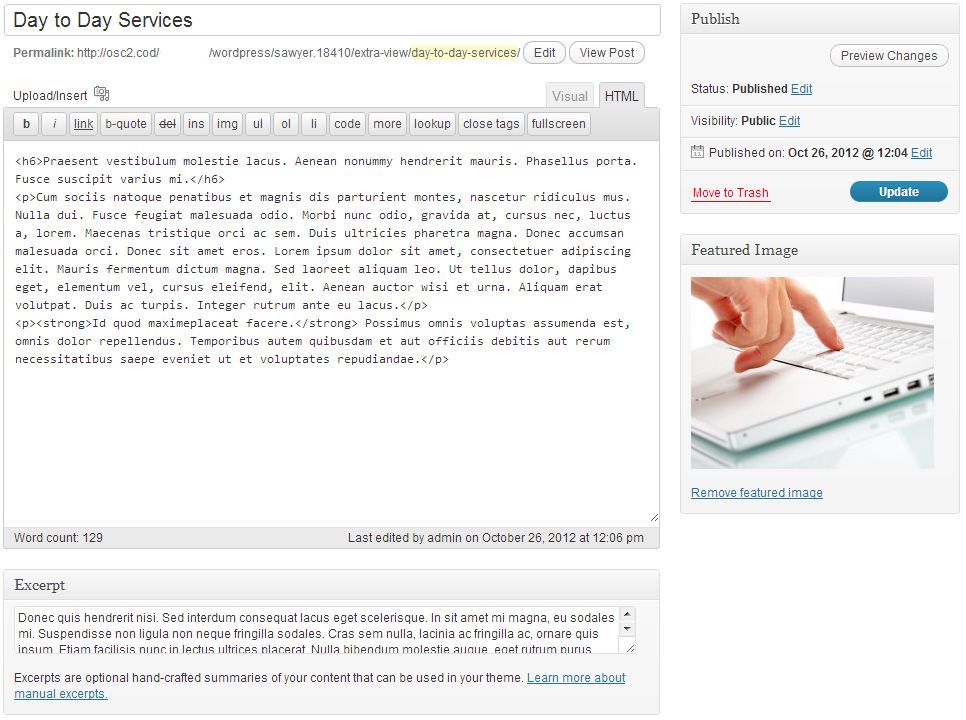 Day to Day Services
Permalink: http://osc2.cod/ /wordpress/sawyer.18410/extra-view/day-to-day-services/ Edit View Post
Upload/Insert Visual HTML
b i link b-quote del ins img ul ol li code more lookup close tags fullscreen
<h6>Praesent vestibulum molestie lacus. Aenean nonummy hendrerit mauris. Phasellus porta.
Fusce suscipit varius mi.</h6>
<p>Cum sociis natoque penatibus et magnis dis parturient montes, nascetur ridiculus mus.
Nulla dui. Fusce feugiat malesuada odio. Morbi nunc odio, gravida at, cursus nec, luctus
a, lorem. Maecenas tristique orci ac sem. Duis ultricies pharetra magna. Donec accumsan
malesuada orci. Donec sit amet eros. Lorem ipsum dolor sit amet, consectetuer adipiscing
elit. Mauris fermentum dictum magna. Sed laoreet aliquam leo. Ut tellus dolor, dapibus
eget, elementum vel, cursus eleifend, elit. Aenean auctor wisi et urna. Aliquam erat
volutpat. Duis ac turpis. Integer rutrum ante eu lacus.</p>
<p><strong>Id quod maximeplaceat facere.</strong> Possimus omnis voluptas assumenda est,
omnis dolor repellendus. Temporibus autem quibusdam et aut officiis debitis aut rerum
necessitatibus saepe eveniet ut et voluptates repudiandae.</p>
Word count: 129 Last edited by admin on October 26, 2012 at 12:06 pm
Excerpt
Donec quis hendrerit nisi. Sed interdum consequat lacus eget scelerisque. In sit amet mi magna, eu sodales
mi. Suspendisse non ligula non neque fringilla sodales. Cras sem nulla, lacinia ac fringilla ac, ornare quis
ipsum. Etiam facilisis nunc in lectus ultrices placerat. Nulla bibendum molestie augue, eget rutrum purus
Excerpts are optional hand-crafted summaries of your content that can be used in your theme. Learn more about
manual excerpts.
Publish
Preview Changes
Status: Published Edit
Visibility: Public Edit
Published on: Oct 26, 2012 @ 12:04 Edit
Move to Trash Update
Featured Image
Remove featured image